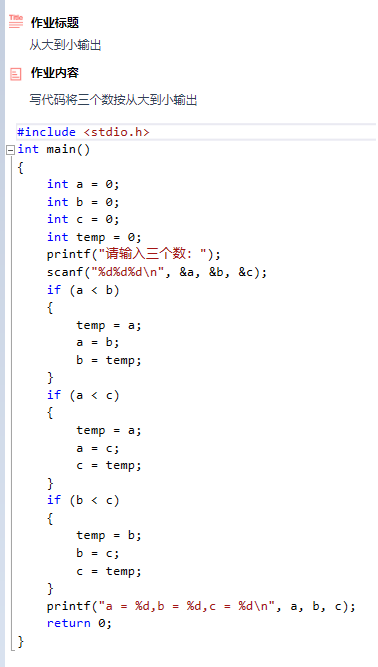 Title
作业标题
从大到小输出
作业内容
写代码将三个数按从大到小输出
#include <stdio.h>
int main()
{
    int a = 0;
    int b = 0;
    int c = 0;
    int temp = 0;
    printf("请输入三个数: ");
    scanf("%d%d%d\n", &a, &b, &c);
    if (a < b)
    {
        temp = a;
        a = b;
        b = temp;
    }
    if (a < c)
    {
        temp = a;
        a = c;
        c = temp;
    }
    if (b < c)
    {
        temp = b;
        b = c;
        c = temp;
    }
    printf("a = %d,b = %d,c = %d\n", a, b, c);
    return 0;
}